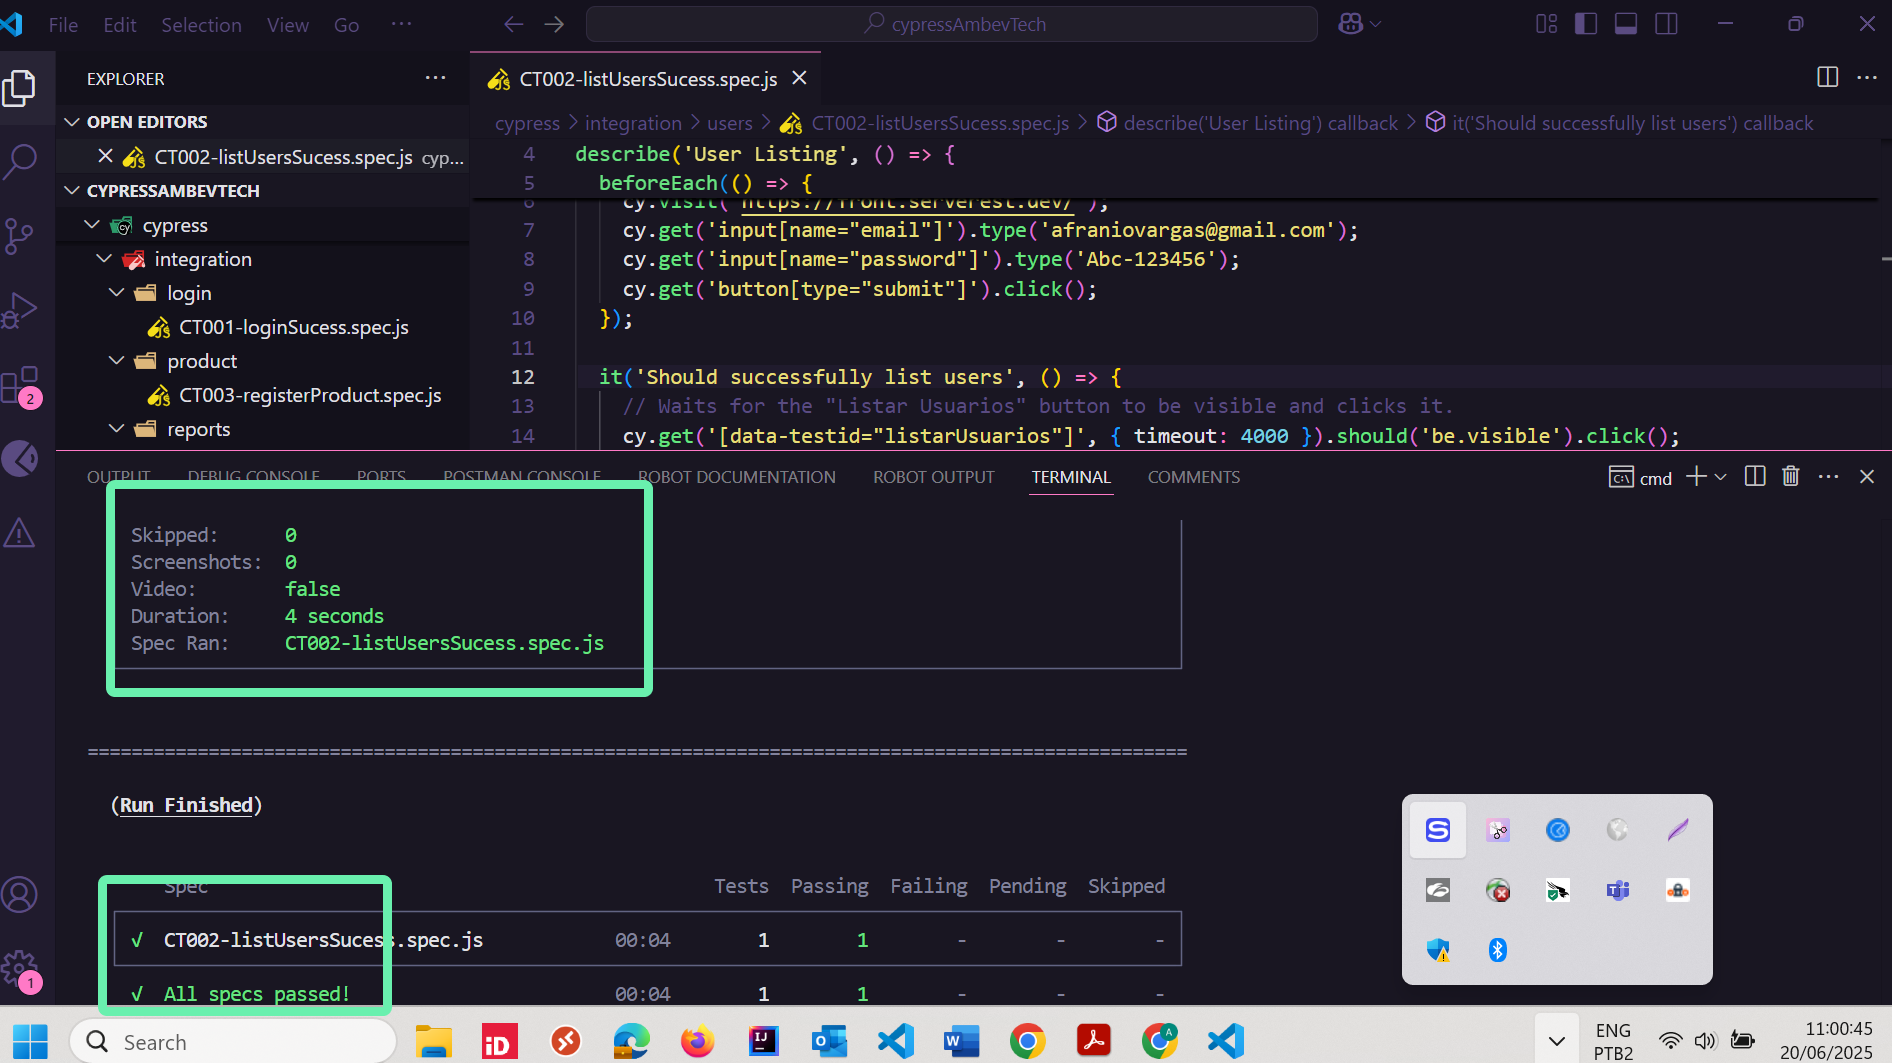 File Edit Selection View Go ...
cypressAmbevTech
EXPLORER
OPEN EDITORS
CT002-listUsersSucess.spec.js cyp...
CYPRESSAMBEVTECH
cypress
integration
login
CT001-loginSucess.spec.js
product
CT003-registerProduct.spec.js
reports
2
1
CT002-listUsersSucess.spec.js
cypress > integration > users > CT002-listUsersSucess.spec.js > describe('User Listing') callback > it('Should successfully list users') callback
4 describe('User Listing', () => {
5 beforeEach(() => {
6 cy.visit('https://front.serverest.dev/');
7 cy.get('input[name="email"]').type('afraniovargas@gmail.com');
8 cy.get('input[name="password"]').type('Abc-123456');
9 cy.get('button[type="submit"]').click();
10 });
11
12 it('Should successfully list users', () => {
13 // Waits for the "Listar Usuarios" button to be visible and clicks it.
14 cy.get('[data-testid="listarUsuarios"]', { timeout: 4000 }).should('be.visible').click();
OUTPUT DEBUG CONSOLE PORTS POSTMAN CONSOLE ROBOT DOCUMENTATION ROBOT OUTPUT TERMINAL COMMENTS
cmd
Skipped: 0
Screenshots: 0
Video: false
Duration: 4 seconds
Spec Ran: CT002-listUsersSucess.spec.js
====================================================================================================
(Run Finished)
Spec Tests Passing Failing Pending Skipped
√ CT002-listUsersSucess.spec.js 00:04 1 1 - - -
√ All specs passed! 00:04 1 1 - - -
Search
ENG
PTB2
11:00:45
20/06/2025